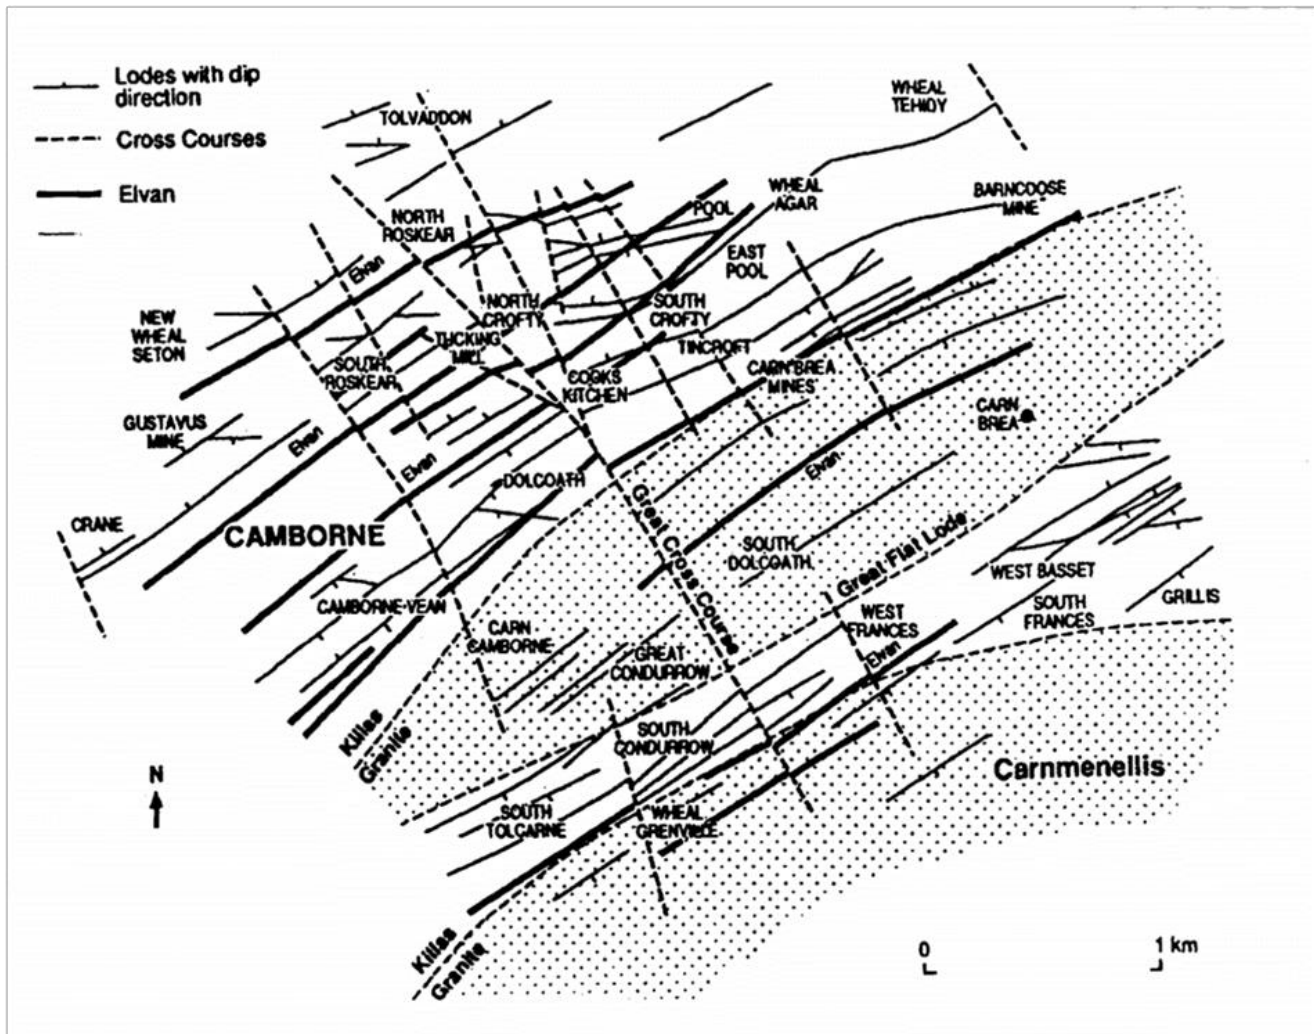 Lodes with dip
direction
Cross Courses
Elvan
TOLVADDON
WHEAL
TEHIDY
NORTH
ROSKEAR
POOL
WHEAL
AGAR
BARNCOOSE
MINE
Elvan
EAST
POOL
NEW
WHEAL
SETON
NORTH
CROFTY
SOUTH
CROFTY
TUCKING
MILL
TINCROFT
SOUTH
ROSKEAR
COOKS
KITCHEN
CARN BREA
MINES
GUSTAVUS
MINE
CARN
BREA
Elvan
Elvan
Elvan
DOLCOATH
CRANE
CAMBORNE
Great Cross Course
SOUTH
DOLCOATH
Great Flat Lode
WEST BASSET
CAMBORNE-VEAN
CARN
CAMBORNE
GREAT
CONDURROW
WEST
FRANCES
SOUTH
FRANCES
GRILLIS
Elvan
Killas
Granite
SOUTH
CONDURROW
Carnmenellis
N
SOUTH
TOLCARNE
WHEAL
GRENVILLE
Killas
Granite
0
1 km